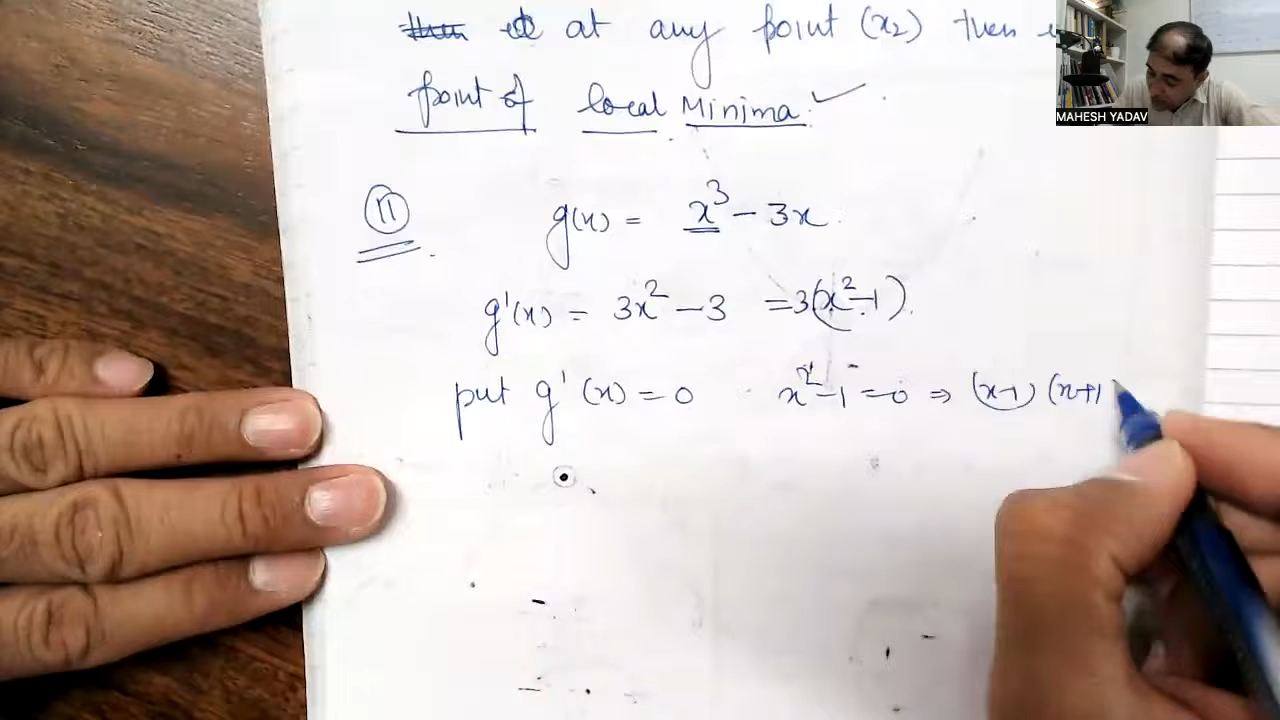 at any point (x₂) then
MAHESH YADAV
point of local Minima. ✓
(11) g(x) = x³ - 3x
g'(x) = 3x² - 3 = 3(x² - 1).
put g'(x) = 0 x² - 1 = 0 ⇒ (x-1) (x+1